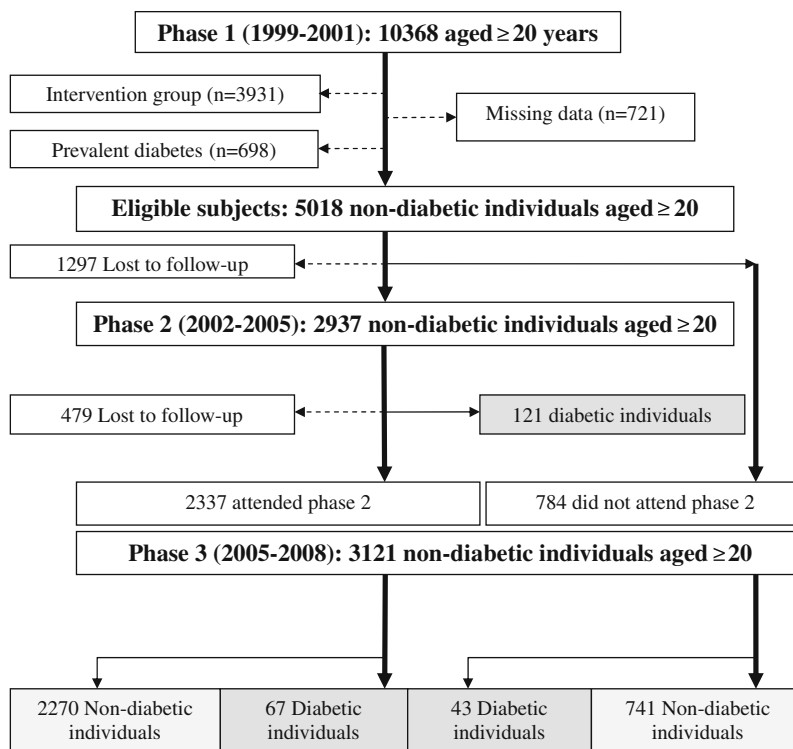 Phase 1 (1999-2001): 10368 aged ≥ 20 years
Intervention group (n=3931)
Missing data (n=721)
Prevalent diabetes (n=698)
Eligible subjects: 5018 non-diabetic individuals aged ≥ 20
1297 Lost to follow-up
Phase 2 (2002-2005): 2937 non-diabetic individuals aged ≥ 20
479 Lost to follow-up
121 diabetic individuals
2337 attended phase 2
784 did not attend phase 2
Phase 3 (2005-2008): 3121 non-diabetic individuals aged ≥ 20
2270 Non-diabetic
individuals
67 Diabetic
individuals
43 Diabetic
individuals
741 Non-diabetic
individuals